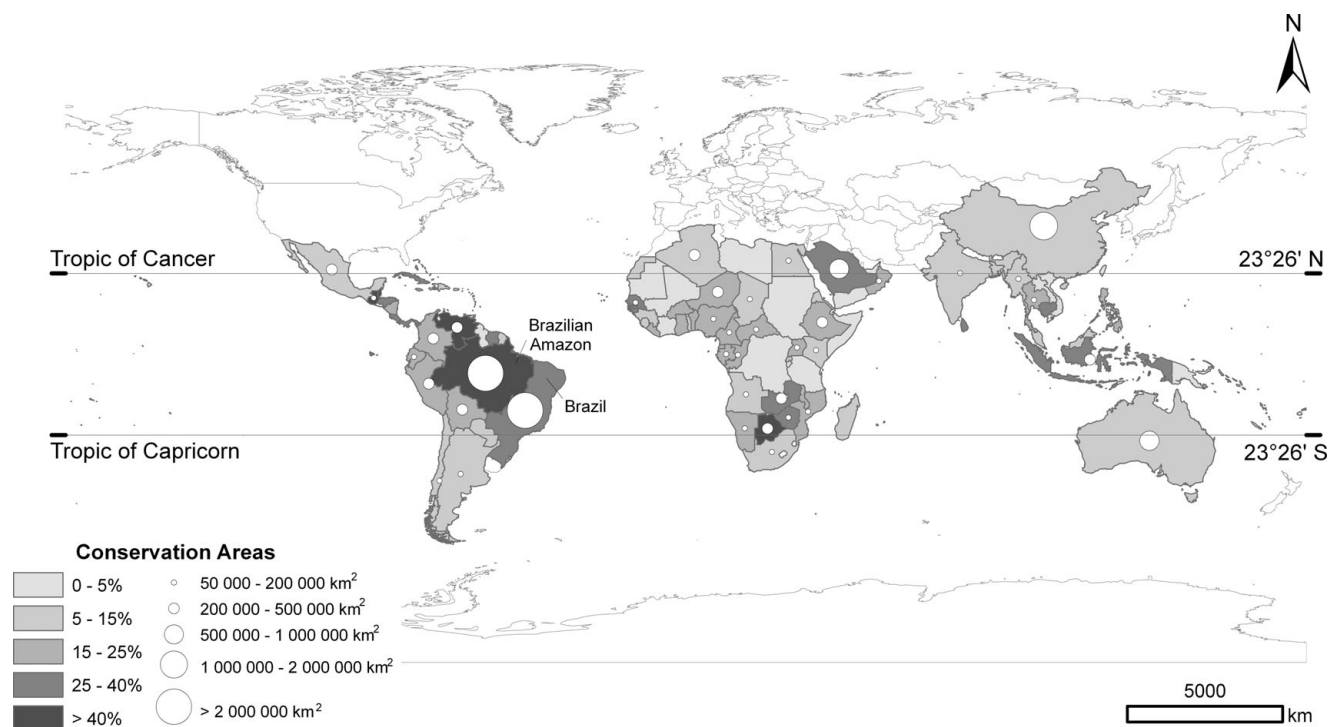 N
Tropic of Cancer
23°26' N
Brazilian
Amazon
Brazil
Tropic of Capricorn
23°26' S
Conservation Areas
0 - 5%
5 - 15%
15 - 25%
25 - 40%
> 40%
50 000 - 200 000 km²
200 000 - 500 000 km²
500 000 - 1 000 000 km²
1 000 000 - 2 000 000 km²
> 2 000 000 km²
5000
km